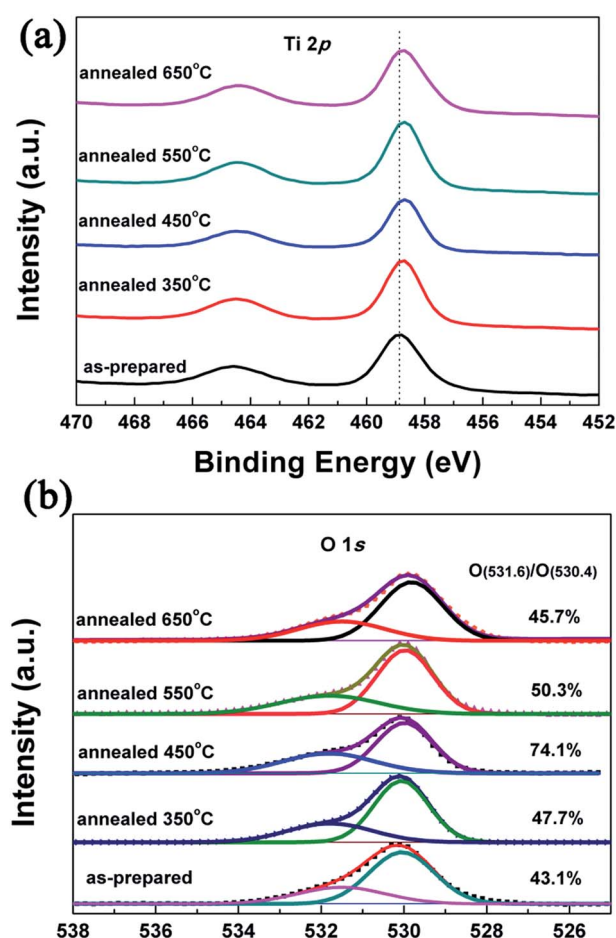 (a)
Ti 2p
annealed 650°C
annealed 550°C
annealed 450°C
annealed 350°C
as-prepared
Intensity (a.u.)
470 468 466 464 462 460 458 456 454 452
Binding Energy (eV)
(b)
O 1s
O(531.6)/O(530.4)
annealed 650°C 45.7%
annealed 550°C 50.3%
annealed 450°C 74.1%
annealed 350°C 47.7%
as-prepared 43.1%
Intensity (a.u.)
538 536 534 532 530 528 526